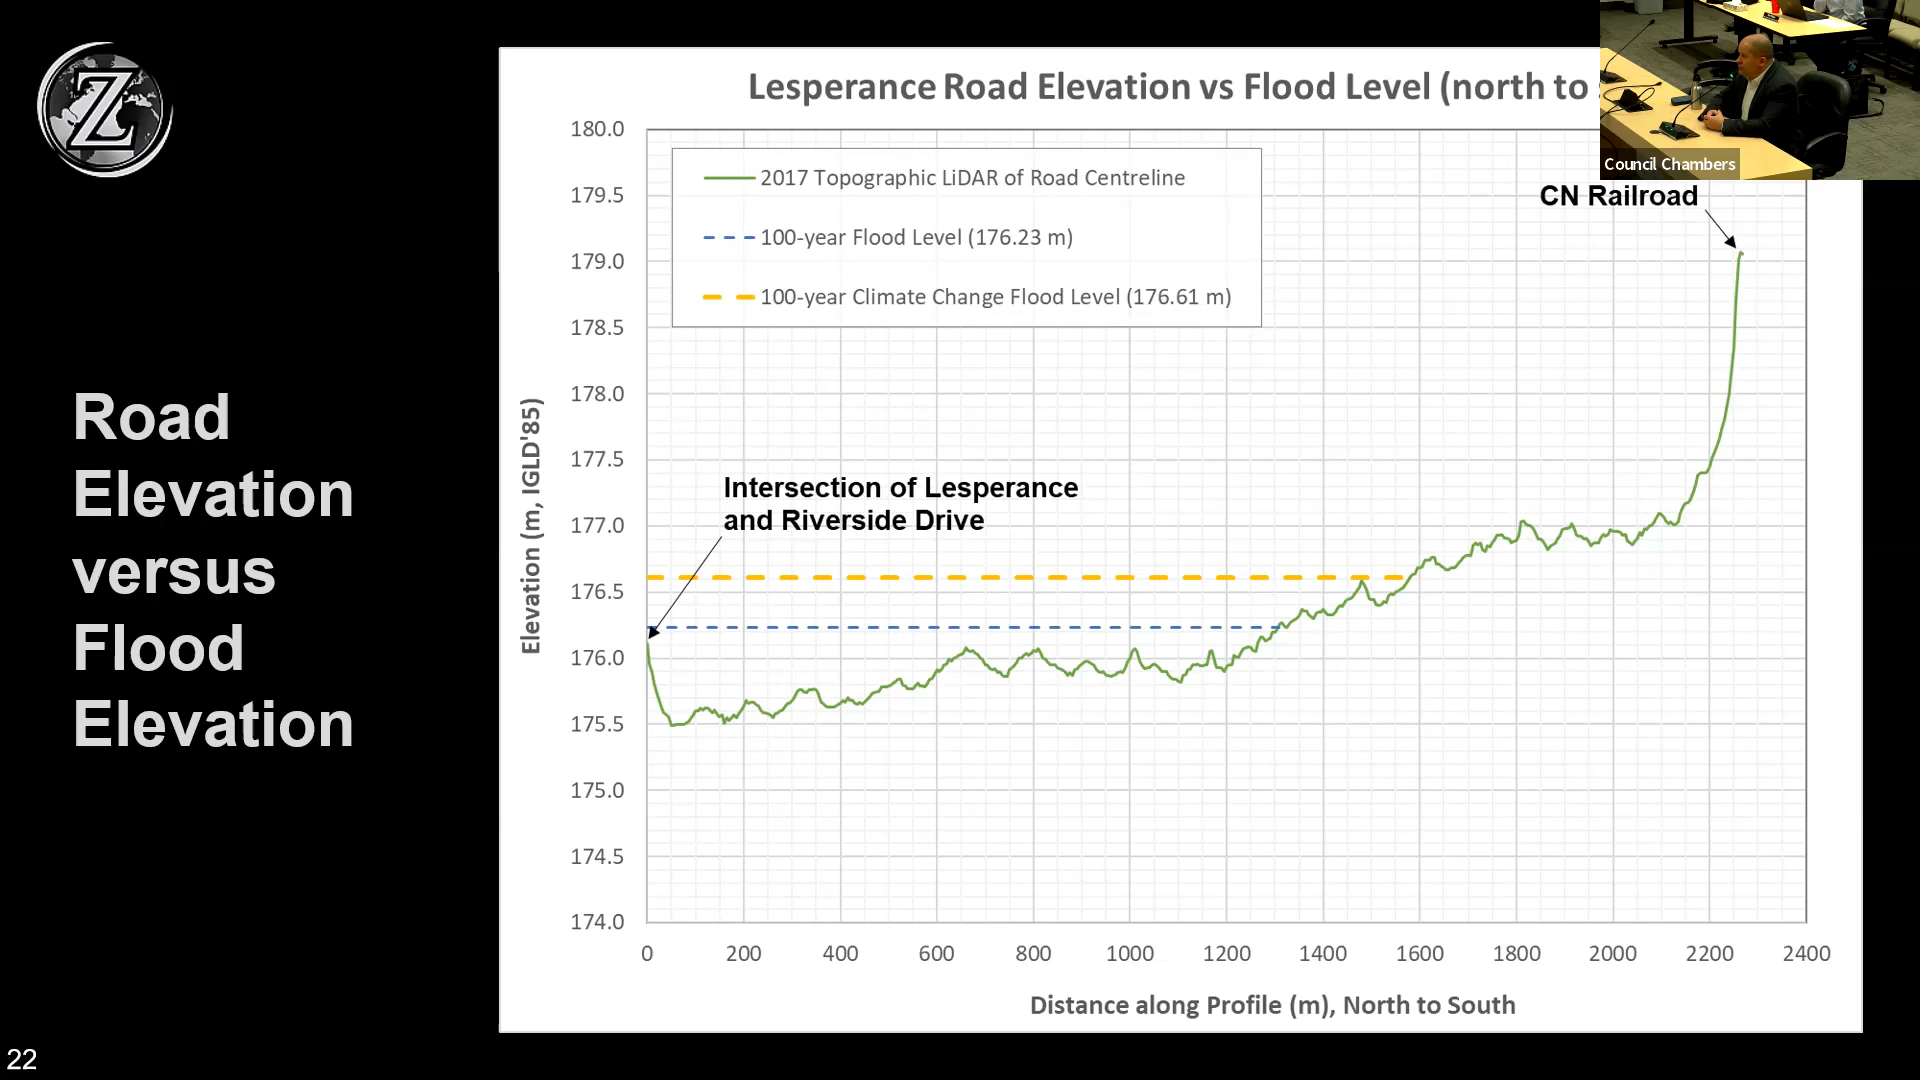 Z
Road
Elevation
versus
Flood
Elevation
22
Lesperance Road Elevation vs Flood Level (north to
Council Chambers
2017 Topographic LiDAR of Road Centreline
100-year Flood Level (176.23 m)
100-year Climate Change Flood Level (176.61 m)
CN Railroad
Intersection of Lesperance
and Riverside Drive
Elevation (m, IGLD'85)
180.0
179.5
179.0
178.5
178.0
177.5
177.0
176.5
176.0
175.5
175.0
174.5
174.0
0 200 400 600 800 1000 1200 1400 1600 1800 2000 2200 2400
Distance along Profile (m), North to South